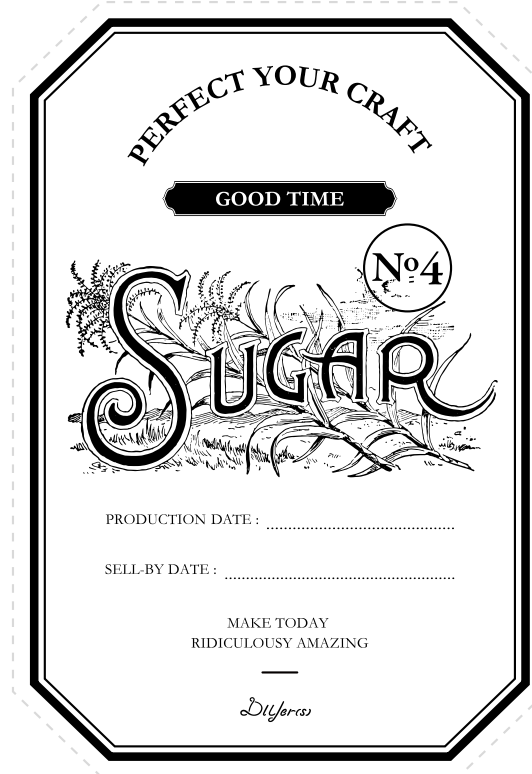 PERFECT YOUR CRAFT
GOOD TIME
Nº4
SUGAR
PRODUCTION DATE :
SELL-BY DATE :
MAKE TODAY
RIDICULOUSY AMAZING
DIYer(s)